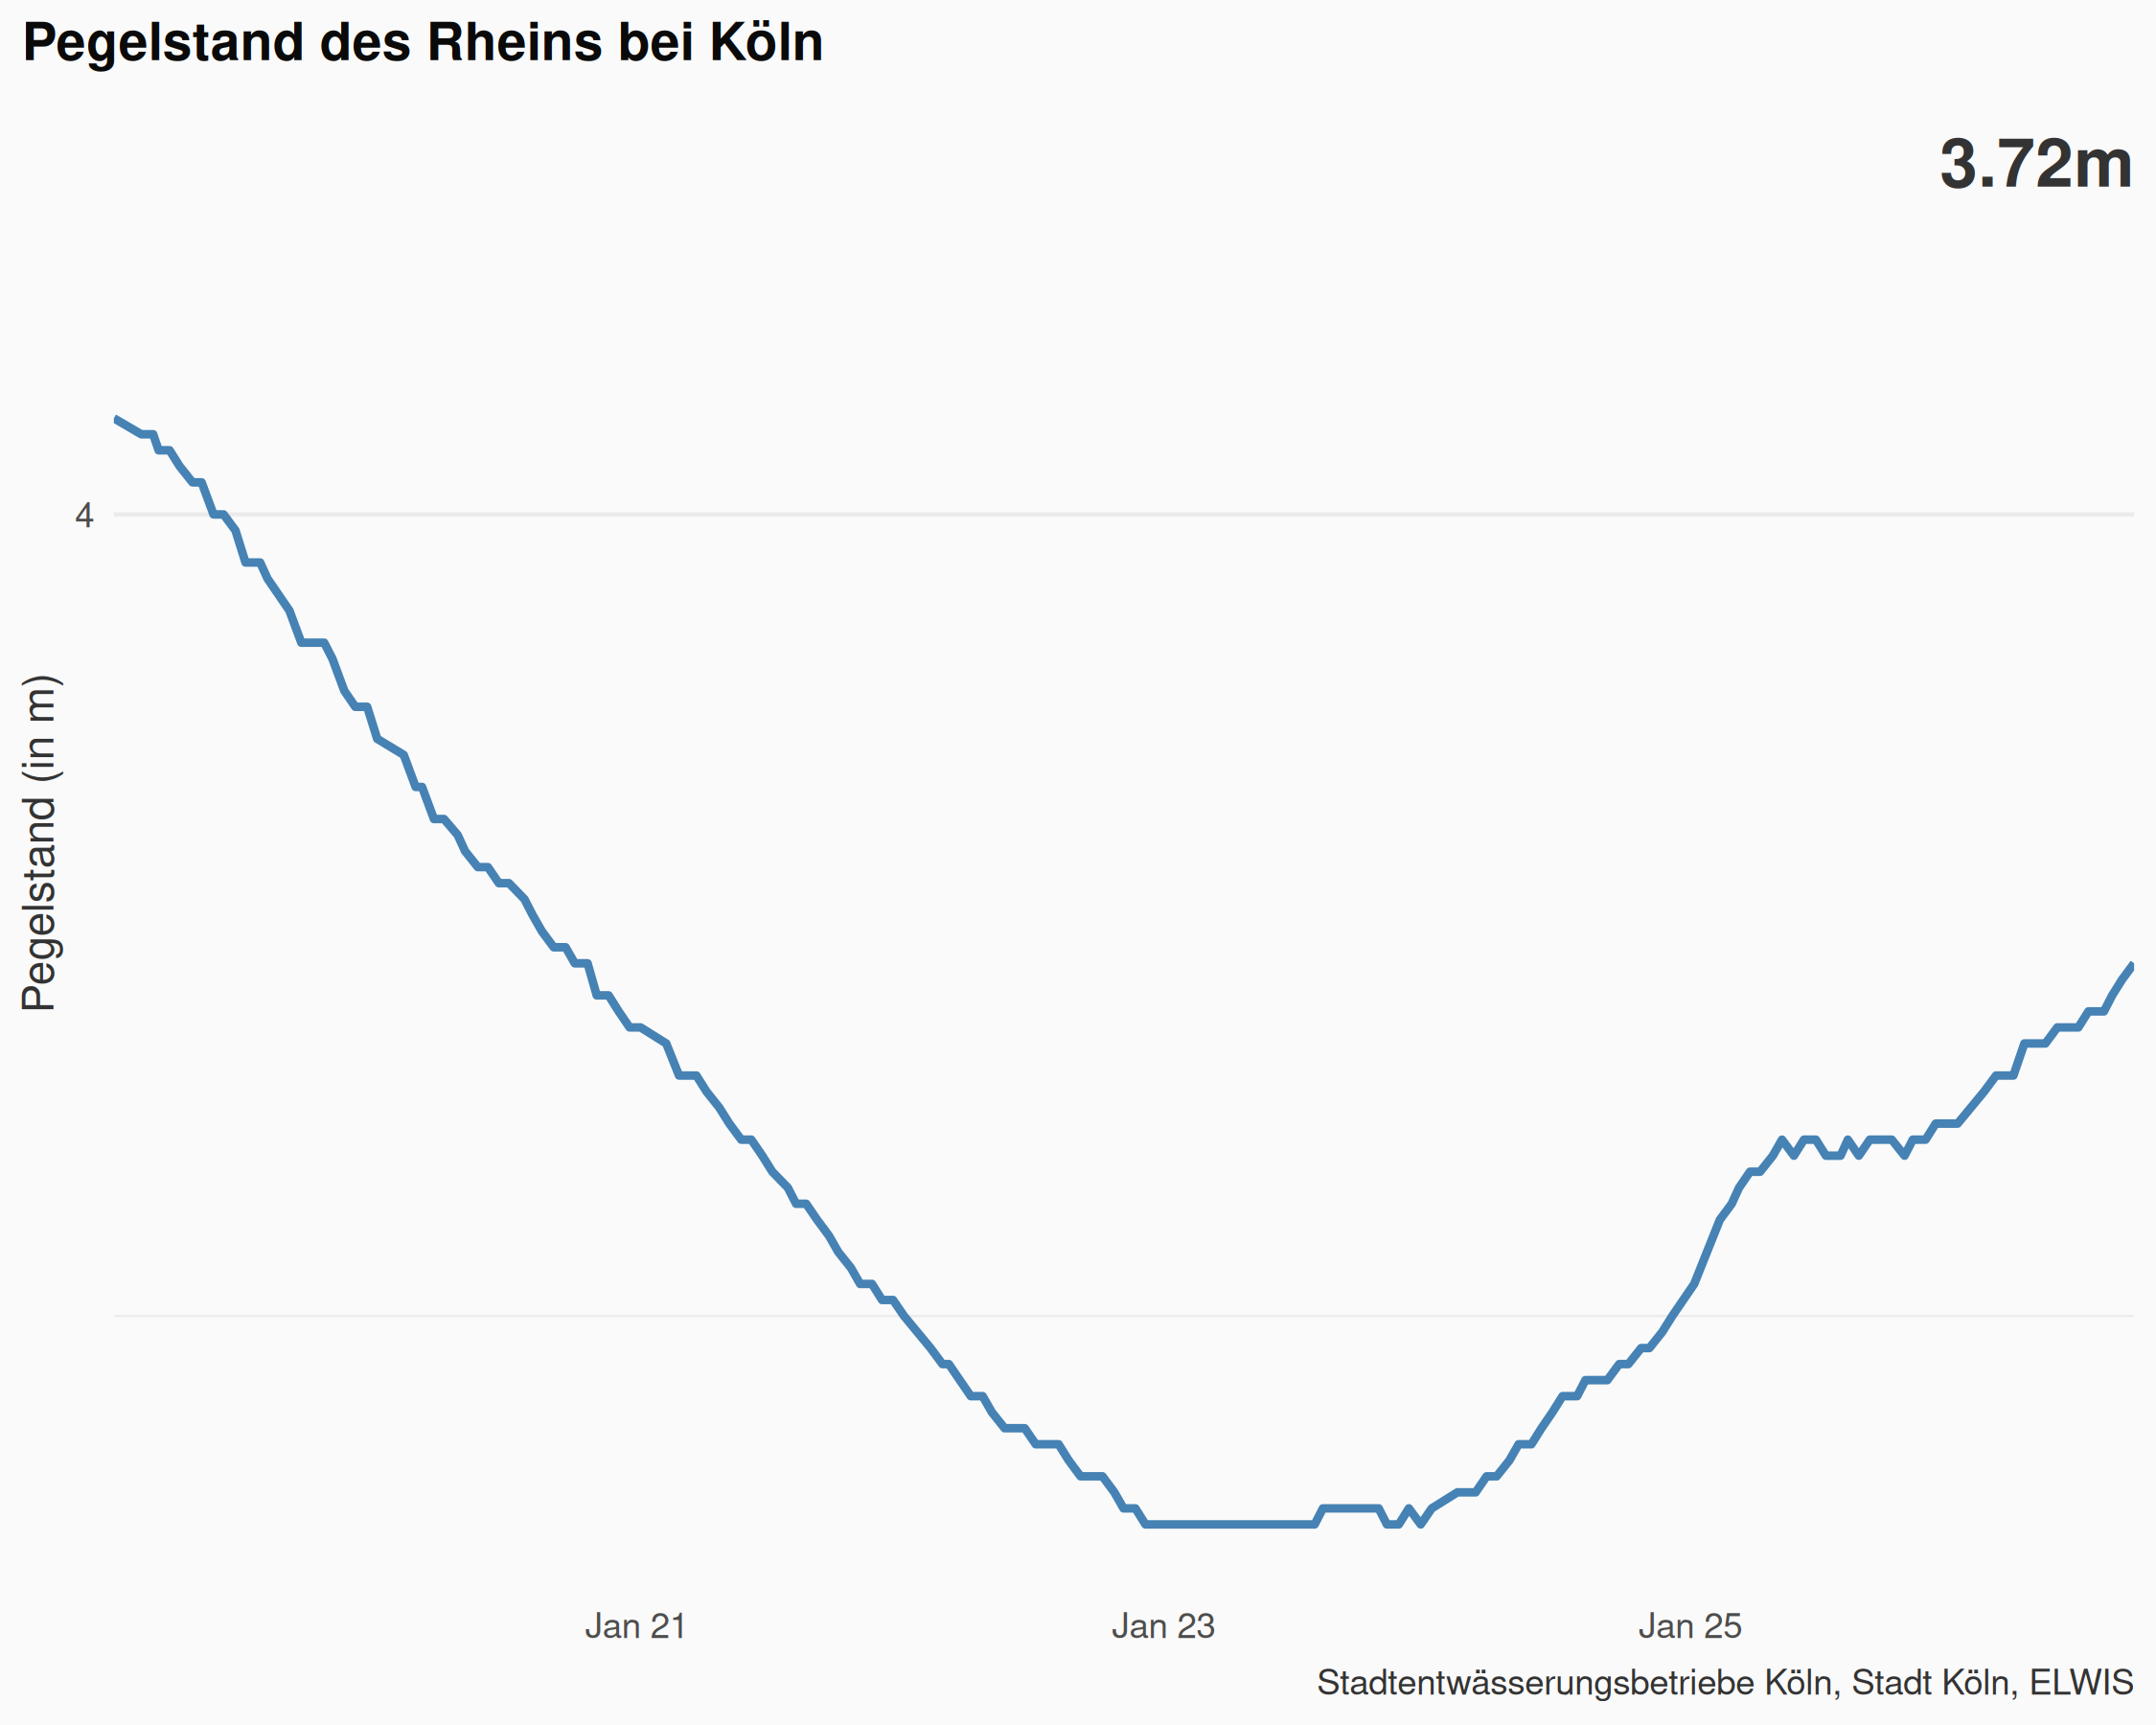 Pegelstand des Rheins bei Köln
3.72m
4
Pegelstand (in m)
Jan 21
Jan 23
Jan 25
Stadtentwässerungsbetriebe Köln, Stadt Köln, ELWIS